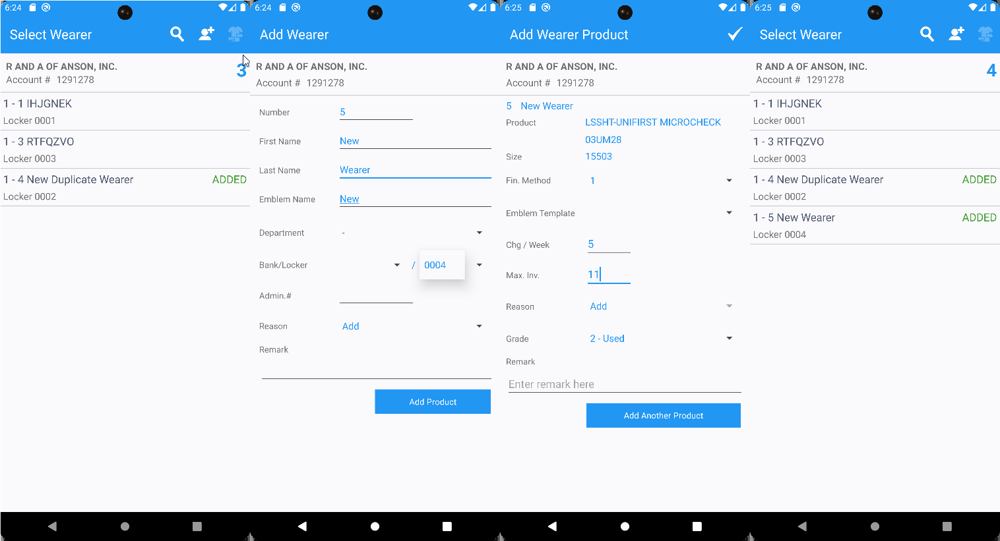 6:24
Select Wearer
R AND A OF ANSON, INC.
3
Account # 1291278
1 - 1 IHJGNEK
Locker 0001
1 - 3 RTFQZVO
Locker 0003
1 - 4 New Duplicate Wearer ADDED
Locker 0002
6:24
Add Wearer
R AND A OF ANSON, INC.
Account # 1291278
Number 5
First Name New
Last Name Wearer
Emblem Name New
Department -
Bank/Locker / 0004
Admin.#
Reason Add
Remark
Add Product
6:25
Add Wearer Product
R AND A OF ANSON, INC.
Account # 1291278
5 New Wearer
Product LSSHT-UNIFIRST MICROCHECK
03UM28
Size 15503
Fin. Method 1
Emblem Template
Chg / Week 5
Max. Inv. 11
Reason Add
Grade 2 - Used
Remark
Enter remark here
Add Another Product
6:25
Select Wearer
R AND A OF ANSON, INC.
4
Account # 1291278
1 - 1 IHJGNEK
Locker 0001
1 - 3 RTFQZVO
Locker 0003
1 - 4 New Duplicate Wearer ADDED
Locker 0002
1 - 5 New Wearer ADDED
Locker 0004